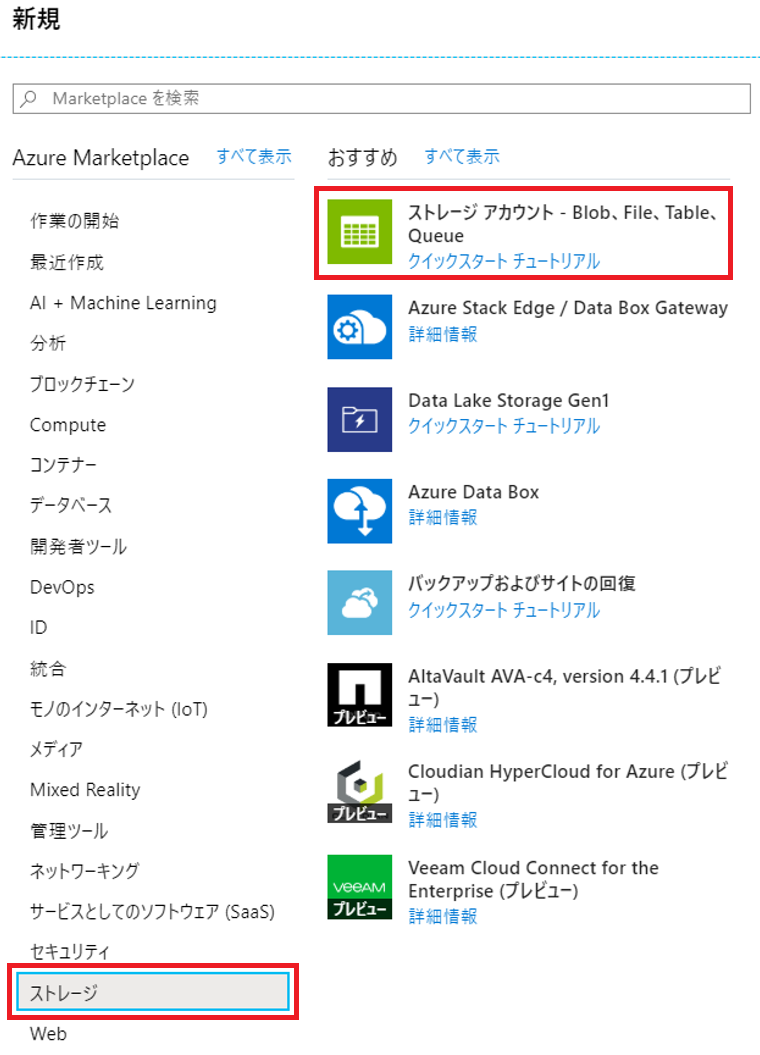 新規
Marketplace を検索
Azure Marketplace すべて表示
作業の開始
最近作成
AI + Machine Learning
分析
ブロックチェーン
Compute
コンテナー
データベース
開発者ツール
DevOps
ID
統合
モノのインターネット (IoT)
メディア
Mixed Reality
管理ツール
ネットワーキング
サービスとしてのソフトウェア (SaaS)
セキュリティ
ストレージ
Web
おすすめ すべて表示
ストレージ アカウント - Blob、File、Table、
Queue
クイックスタート チュートリアル
Azure Stack Edge / Data Box Gateway
詳細情報
Data Lake Storage Gen1
クイックスタート チュートリアル
Azure Data Box
詳細情報
バックアップおよびサイトの回復
クイックスタート チュートリアル
プレビュー
AltaVault AVA-c4, version 4.4.1 (プレビ
ュー)
詳細情報
プレビュー
Cloudian HyperCloud for Azure (プレビ
ュー)
詳細情報
veeAM
プレビュー
Veeam Cloud Connect for the
Enterprise (プレビュー)
詳細情報